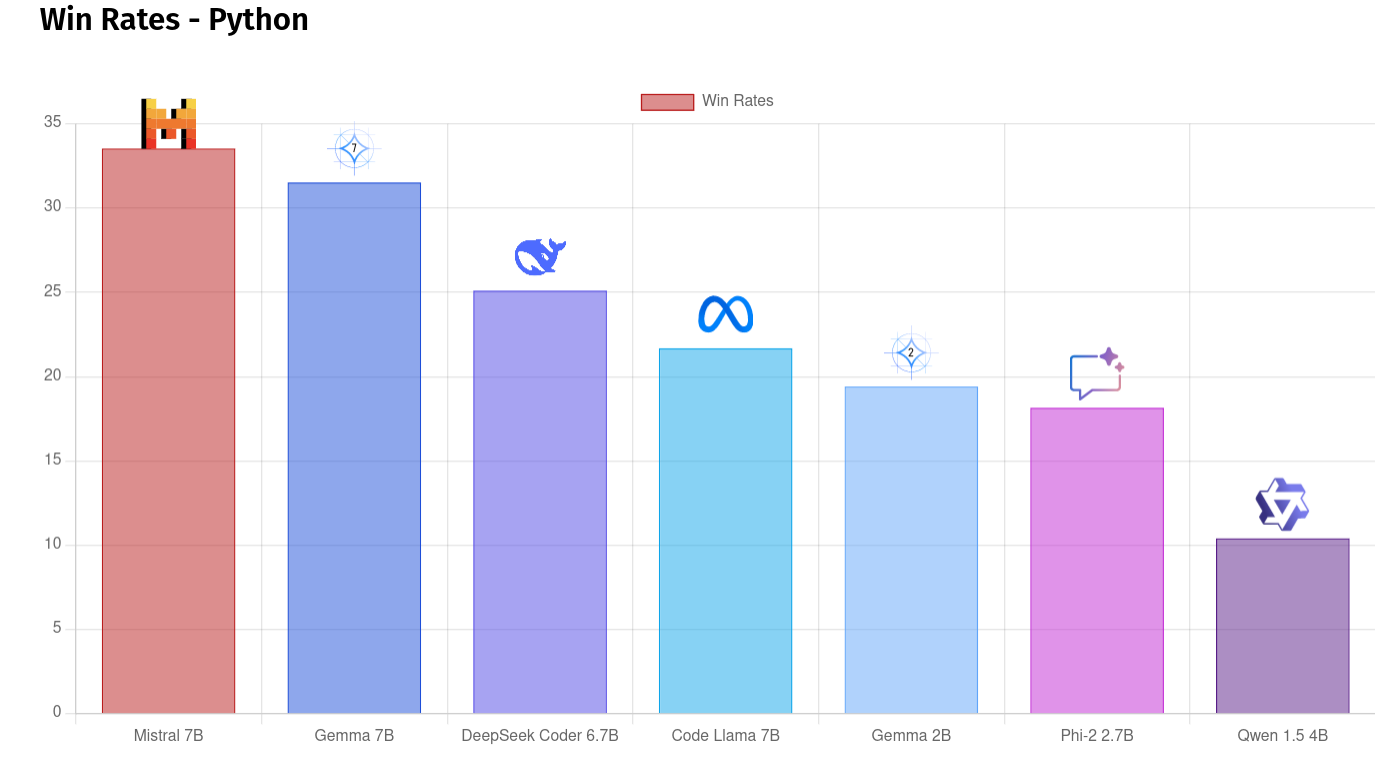 Win Rates - Python
Win Rates
35
30
25
20
15
10
5
0
7
2
Mistral 7B
Gemma 7B
DeepSeek Coder 6.7B
Code Llama 7B
Gemma 2B
Phi-2 2.7B
Qwen 1.5 4B